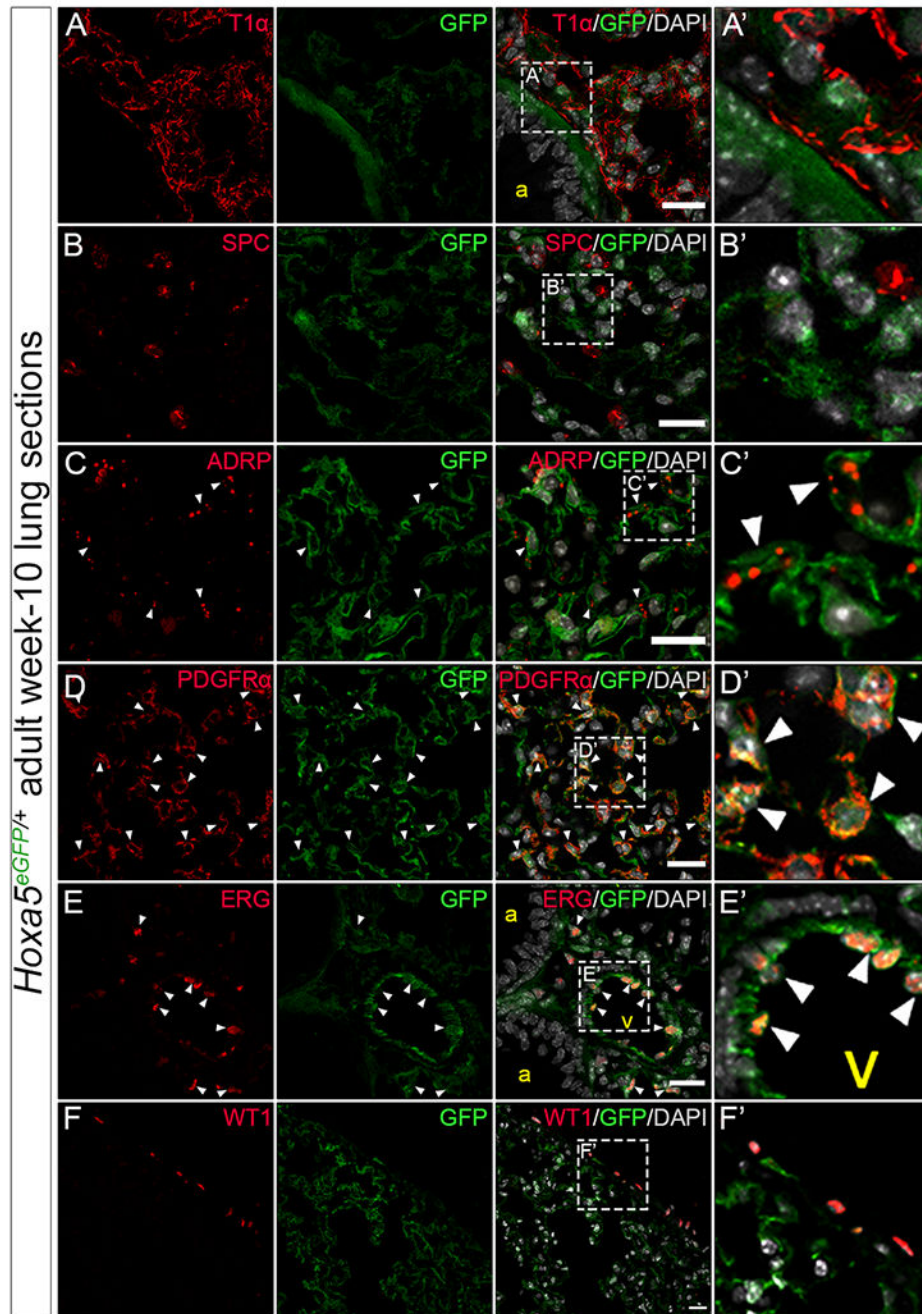 Hoxa5eGFP/+ adult week-10 lung sections
A T1α GFP T1α/GFP/DAPI A'
A'
a
B SPC GFP SPC/GFP/DAPI B'
B'
C ADRP GFP ADRP/GFP/DAPI C'
C'
D PDGFRα GFP PDGFRα/GFP/DAPI D'
D'
E ERG GFP ERG/GFP/DAPI E'
a
E'
v
a
V
F WT1 GFP WT1/GFP/DAPI F'
F'